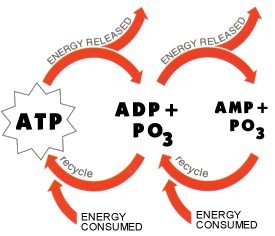 ENERGY RELEASED
ENERGY RELEASED
ATP
ADP +
PO3
AMP +
PO3
recycle
recycle
ENERGY
CONSUMED
ENERGY
CONSUMED